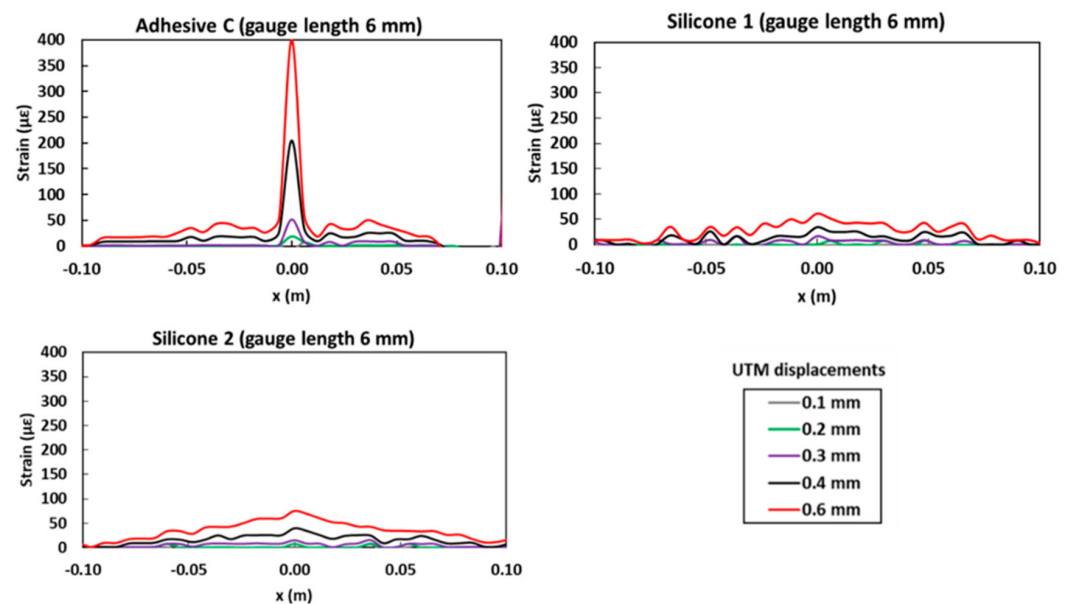 Adhesive C (gauge length 6 mm)
400
350
300
250
200
150
100
50
0
Strain (με)
-0.10 -0.05 0.00 0.05 0.10
x (m)
Silicone 1 (gauge length 6 mm)
400
350
300
250
200
150
100
50
0
Strain (με)
-0.10 -0.05 0.00 0.05 0.10
x (m)
Silicone 2 (gauge length 6 mm)
400
350
300
250
200
150
100
50
0
Strain (με)
-0.10 -0.05 0.00 0.05 0.10
x (m)
UTM displacements
0.1 mm
0.2 mm
0.3 mm
0.4 mm
0.6 mm